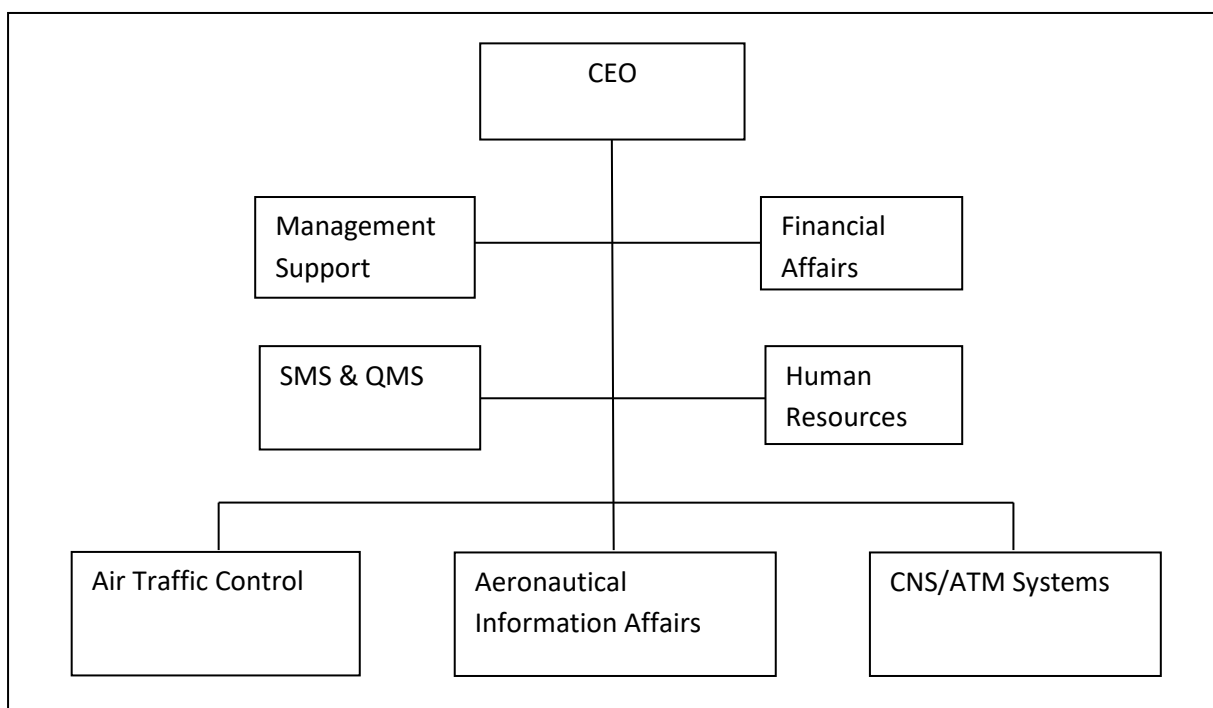 CEO
Management
Support
Financial
Affairs
SMS & QMS
Human
Resources
Air Traffic Control
Aeronautical
Information Affairs
CNS/ATM Systems